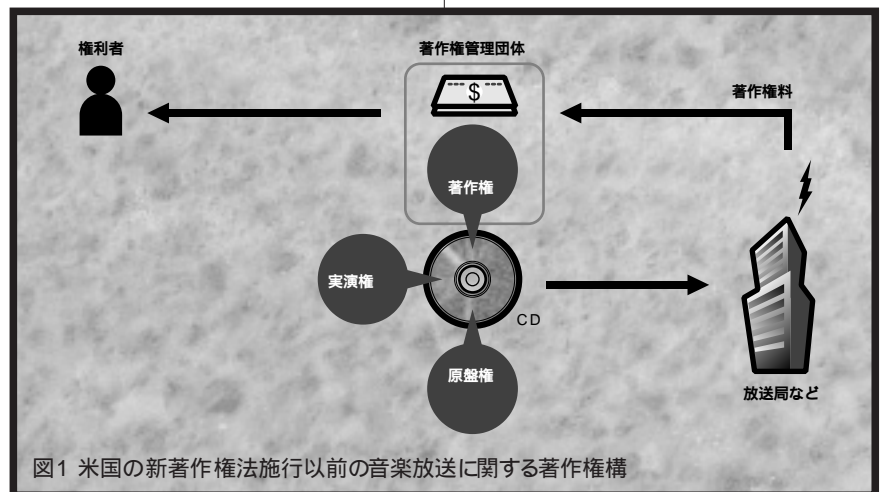 権利者
著作権管理団体
$
著作権料
著作権
実演権
CD
原盤権
放送局など
図1 米国の新著作権法施行以前の音楽放送に関する著作権構